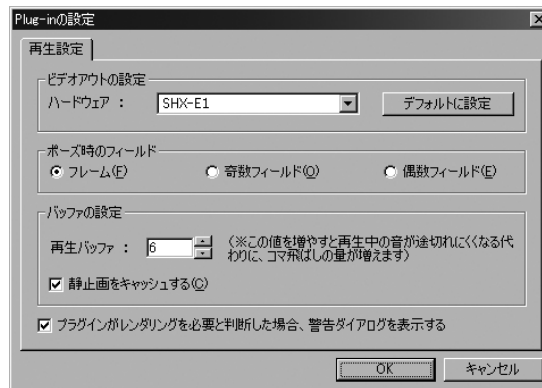 Plug-inの設定
再生設定
ビデオアウトの設定
ハードウェア : SHX-E1 デフォルトに設定
ポーズ時のフィールド
フレーム(F) 奇数フィールド(O) 偶数フィールド(E)
バッファの設定
再生バッファ : 6 (※この値を増やすと再生中の音が途切れにくくなる代
わりに、コマ飛ばしの量が増えます)
静止画をキャッシュする(C)
プラグインがレンダリングを必要と判断した場合、警告ダイアログを表示する
OK キャンセル